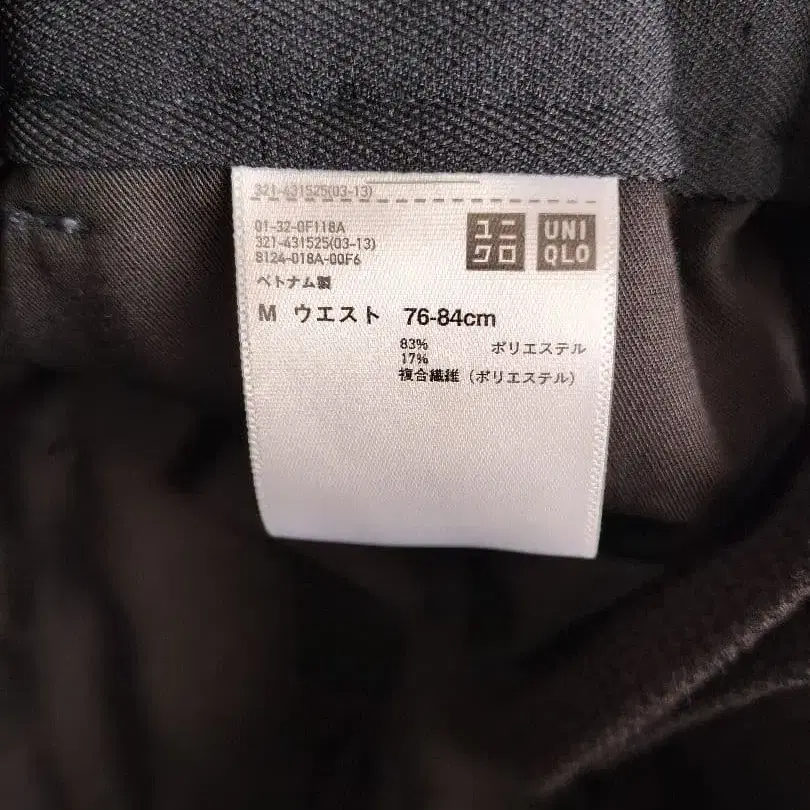 321-431525(03-13)
01-32-0F118A
321-431525(03-13)
8124-018A-00F6
ユニ
クロ
UNI
QLO
ベトナム製
M ウエスト 76-84cm
83% ポリエステル
17%
複合繊維(ポリエステル)